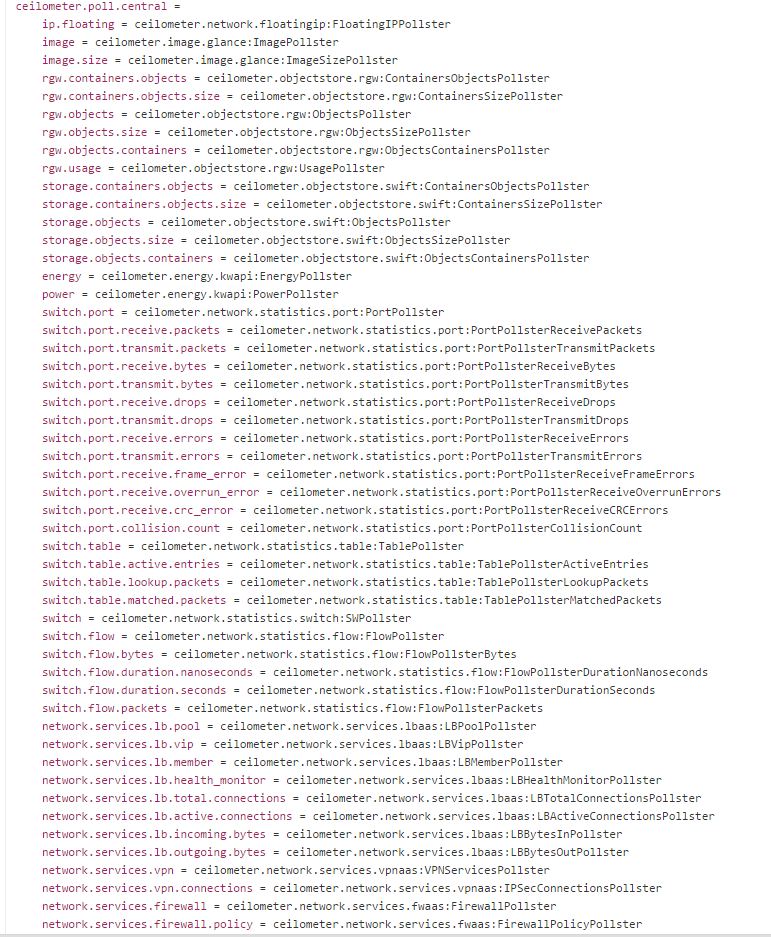 ceilometer.poll.central =
ip.floating = ceilometer.network.floatingip:FloatingIPPollster
image = ceilometer.image.glance:ImagePollster
image.size = ceilometer.image.glance:ImageSizePollster
rgw.containers.objects = ceilometer.objectstore.rgw:ContainersObjectsPollster
rgw.containers.objects.size = ceilometer.objectstore.rgw:ContainersSizePollster
rgw.objects = ceilometer.objectstore.rgw:ObjectsPollster
rgw.objects.size = ceilometer.objectstore.rgw:ObjectsSizePollster
rgw.objects.containers = ceilometer.objectstore.rgw:ObjectsContainersPollster
rgw.usage = ceilometer.objectstore.rgw:UsagePollster
storage.containers.objects = ceilometer.objectstore.swift:ContainersObjectsPollster
storage.containers.objects.size = ceilometer.objectstore.swift:ContainersSizePollster
storage.objects = ceilometer.objectstore.swift:ObjectsPollster
storage.objects.size = ceilometer.objectstore.swift:ObjectsSizePollster
storage.objects.containers = ceilometer.objectstore.swift:ObjectsContainersPollster
energy = ceilometer.energy.kwapi:EnergyPollster
power = ceilometer.energy.kwapi:PowerPollster
switch.port = ceilometer.network.statistics.port:PortPollster
switch.port.receive.packets = ceilometer.network.statistics.port:PortPollsterReceivePackets
switch.port.transmit.packets = ceilometer.network.statistics.port:PortPollsterTransmitPackets
switch.port.receive.bytes = ceilometer.network.statistics.port:PortPollsterReceiveBytes
switch.port.transmit.bytes = ceilometer.network.statistics.port:PortPollsterTransmitBytes
switch.port.receive.drops = ceilometer.network.statistics.port:PortPollsterReceiveDrops
switch.port.transmit.drops = ceilometer.network.statistics.port:PortPollsterTransmitDrops
switch.port.receive.errors = ceilometer.network.statistics.port:PortPollsterReceiveErrors
switch.port.transmit.errors = ceilometer.network.statistics.port:PortPollsterTransmitErrors
switch.port.receive.frame_error = ceilometer.network.statistics.port:PortPollsterReceiveFrameErrors
switch.port.receive.overrun_error = ceilometer.network.statistics.port:PortPollsterReceiveOverrunErrors
switch.port.receive.crc_error = ceilometer.network.statistics.port:PortPollsterReceiveCRCErrors
switch.port.collision.count = ceilometer.network.statistics.port:PortPollsterCollisionCount
switch.table = ceilometer.network.statistics.table:TablePollster
switch.table.active.entries = ceilometer.network.statistics.table:TablePollsterActiveEntries
switch.table.lookup.packets = ceilometer.network.statistics.table:TablePollsterLookupPackets
switch.table.matched.packets = ceilometer.network.statistics.table:TablePollsterMatchedPackets
switch = ceilometer.network.statistics.switch:SWPollster
switch.flow = ceilometer.network.statistics.flow:FlowPollster
switch.flow.bytes = ceilometer.network.statistics.flow:FlowPollsterBytes
switch.flow.duration.nanoseconds = ceilometer.network.statistics.flow:FlowPollsterDurationNanoseconds
switch.flow.duration.seconds = ceilometer.network.statistics.flow:FlowPollsterDurationSeconds
switch.flow.packets = ceilometer.network.statistics.flow:FlowPollsterPackets
network.services.lb.pool = ceilometer.network.services.lbaas:LBPoolPollster
network.services.lb.vip = ceilometer.network.services.lbaas:LBVipPollster
network.services.lb.member = ceilometer.network.services.lbaas:LBMemberPollster
network.services.lb.health_monitor = ceilometer.network.services.lbaas:LBHealthMonitorPollster
network.services.lb.total.connections = ceilometer.network.services.lbaas:LBTotalConnectionsPollster
network.services.lb.active.connections = ceilometer.network.services.lbaas:LBActiveConnectionsPollster
network.services.lb.incoming.bytes = ceilometer.network.services.lbaas:LBBytesInPollster
network.services.lb.outgoing.bytes = ceilometer.network.services.lbaas:LBBytesOutPollster
network.services.vpn = ceilometer.network.services.vpnaas:VPNServicesPollster
network.services.vpn.connections = ceilometer.network.services.vpnaas:IPSecConnectionsPollster
network.services.firewall = ceilometer.network.services.fwaas:FirewallPollster
network.services.firewall.policy = ceilometer.network.services.fwaas:FirewallPolicyPollster